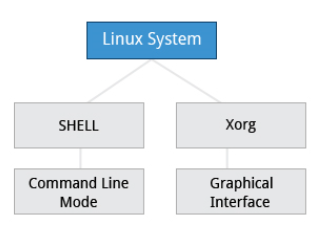 Linux System
SHELL
Xorg
Command Line
Mode
Graphical
Interface